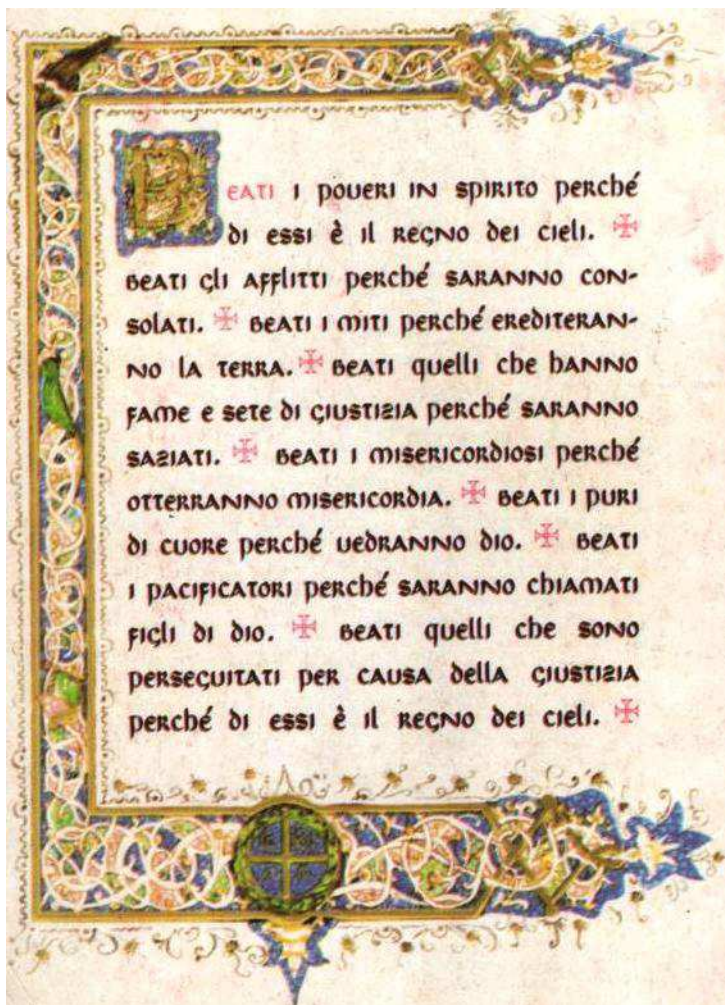 BEATI I POVERI IN SPIRITO PERCHÉ
DI ESSI È IL REGNO DEI CIELI. ✠
BEATI GLI AFFLITTI PERCHÉ SARANNO CON-
SOLATI. ✠ BEATI I MITI PERCHÉ EREDITERAN-
NO LA TERRA. ✠ BEATI QUELLI CHE HANNO
FAME E SETE DI GIUSTIZIA PERCHÉ SARANNO
SAZIATI. ✠ BEATI I MISERICORDIOSI PERCHÉ
OTTERRANNO MISERICORDIA. ✠ BEATI I PURI
DI CUORE PERCHÉ VEDRANNO DIO. ✠ BEATI
I PACIFICATORI PERCHÉ SARANNO CHIAMATI
FIGLI DI DIO. ✠ BEATI QUELLI CHE SONO
PERSEGUITATI PER CAUSA DELLA GIUSTIZIA
PERCHÉ DI ESSI È IL REGNO DEI CIELI. ✠